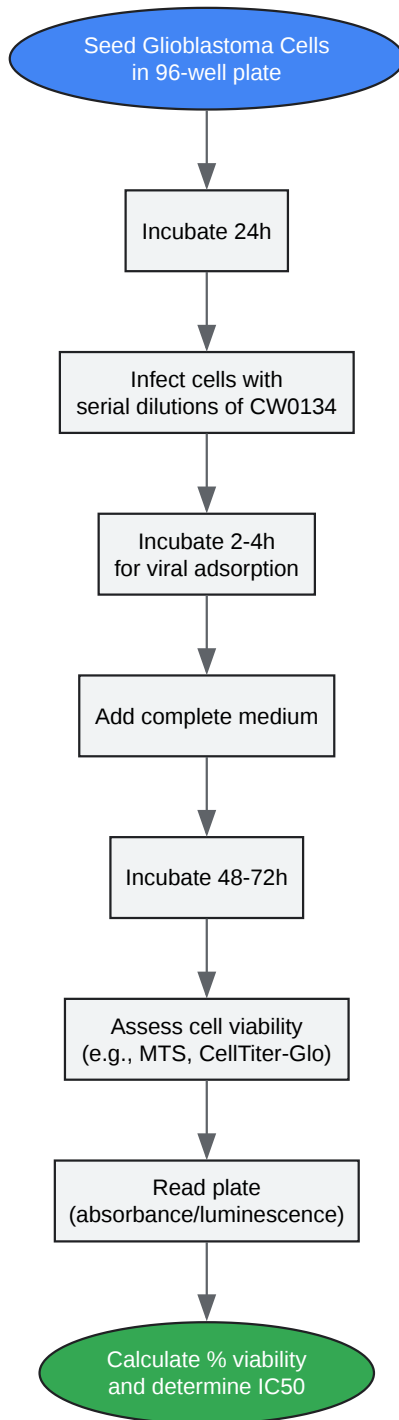 Seed Glioblastoma Cells
in 96-well plate
Incubate 24h
Infect cells with
serial dilutions of CW0134
Incubate 2-4h
for viral adsorption
Add complete medium
Incubate 48-72h
Assess cell viability
(e.g., MTS, CellTiter-Glo)
Read plate
(absorbance/luminescence)
Calculate % viability
and determine IC50